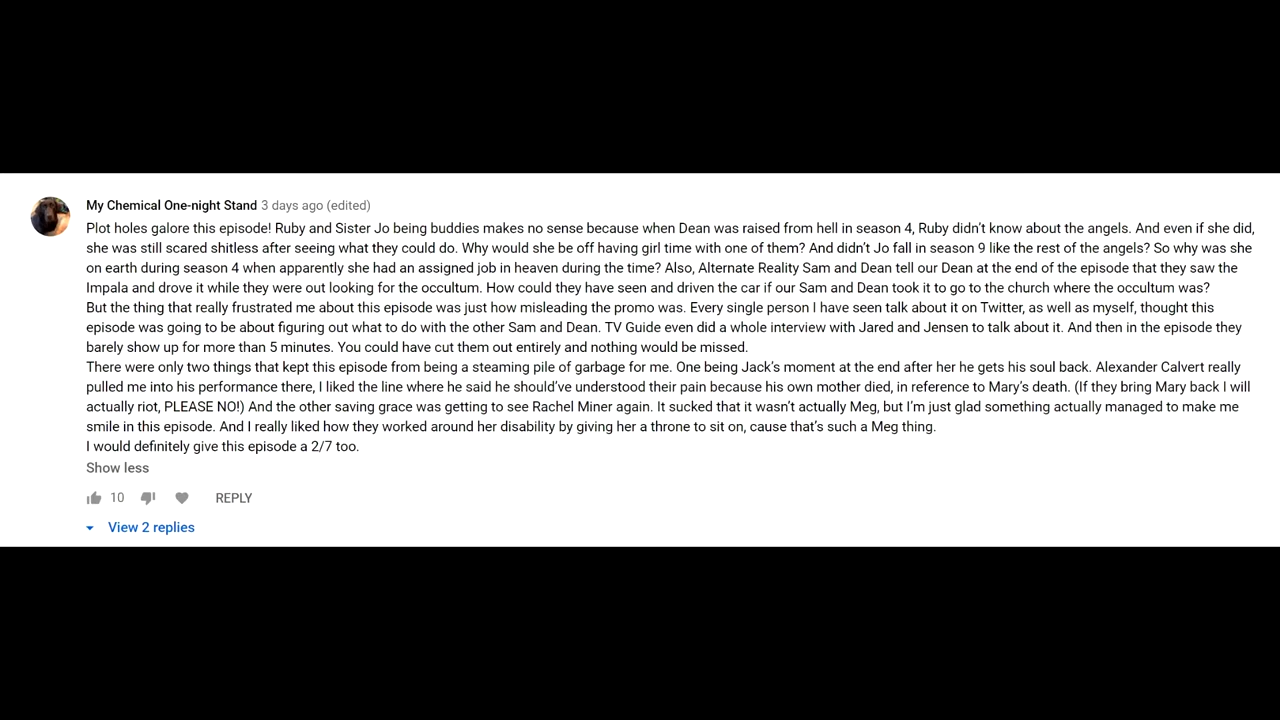 My Chemical One-night Stand 3 days ago (edited)
Plot holes galore this episode! Ruby and Sister Jo being buddies makes no sense because when Dean was raised from hell in season 4, Ruby didn't know about the angels. And even if she did,
she was still scared shitless after seeing what they could do. Why would she be off having girl time with one of them? And didn't Jo fall in season 9 like the rest of the angels? So why was she
on earth during season 4 when apparently she had an assigned job in heaven during the time? Also, Alternate Reality Sam and Dean tell our Dean at the end of the episode that they saw the
Impala and drove it while they were out looking for the occultum. How could they have seen and driven the car if our Sam and Dean took it to go to the church where the occultum was?
But the thing that really frustrated me about this episode was just how misleading the promo was. Every single person I have seen talk about it on Twitter, as well as myself, thought this
episode was going to be about figuring out what to do with the other Sam and Dean. TV Guide even did a whole interview with Jared and Jensen to talk about it. And then in the episode they
barely show up for more than 5 minutes. You could have cut them out entirely and nothing would be missed.
There were only two things that kept this episode from being a steaming pile of garbage for me. One being Jack's moment at the end after her he gets his soul back. Alexander Calvert really
pulled me into his performance there, I liked the line where he said he should've understood their pain because his own mother died, in reference to Mary's death. (If they bring Mary back I will
actually riot, PLEASE NO!) And the other saving grace was getting to see Rachel Miner again. It sucked that it wasn't actually Meg, but I'm just glad something actually managed to make me
smile in this episode. And I really liked how they worked around her disability by giving her a throne to sit on, cause that's such a Meg thing.
I would definitely give this episode a 2/7 too.
Show less
10 REPLY
View 2 replies